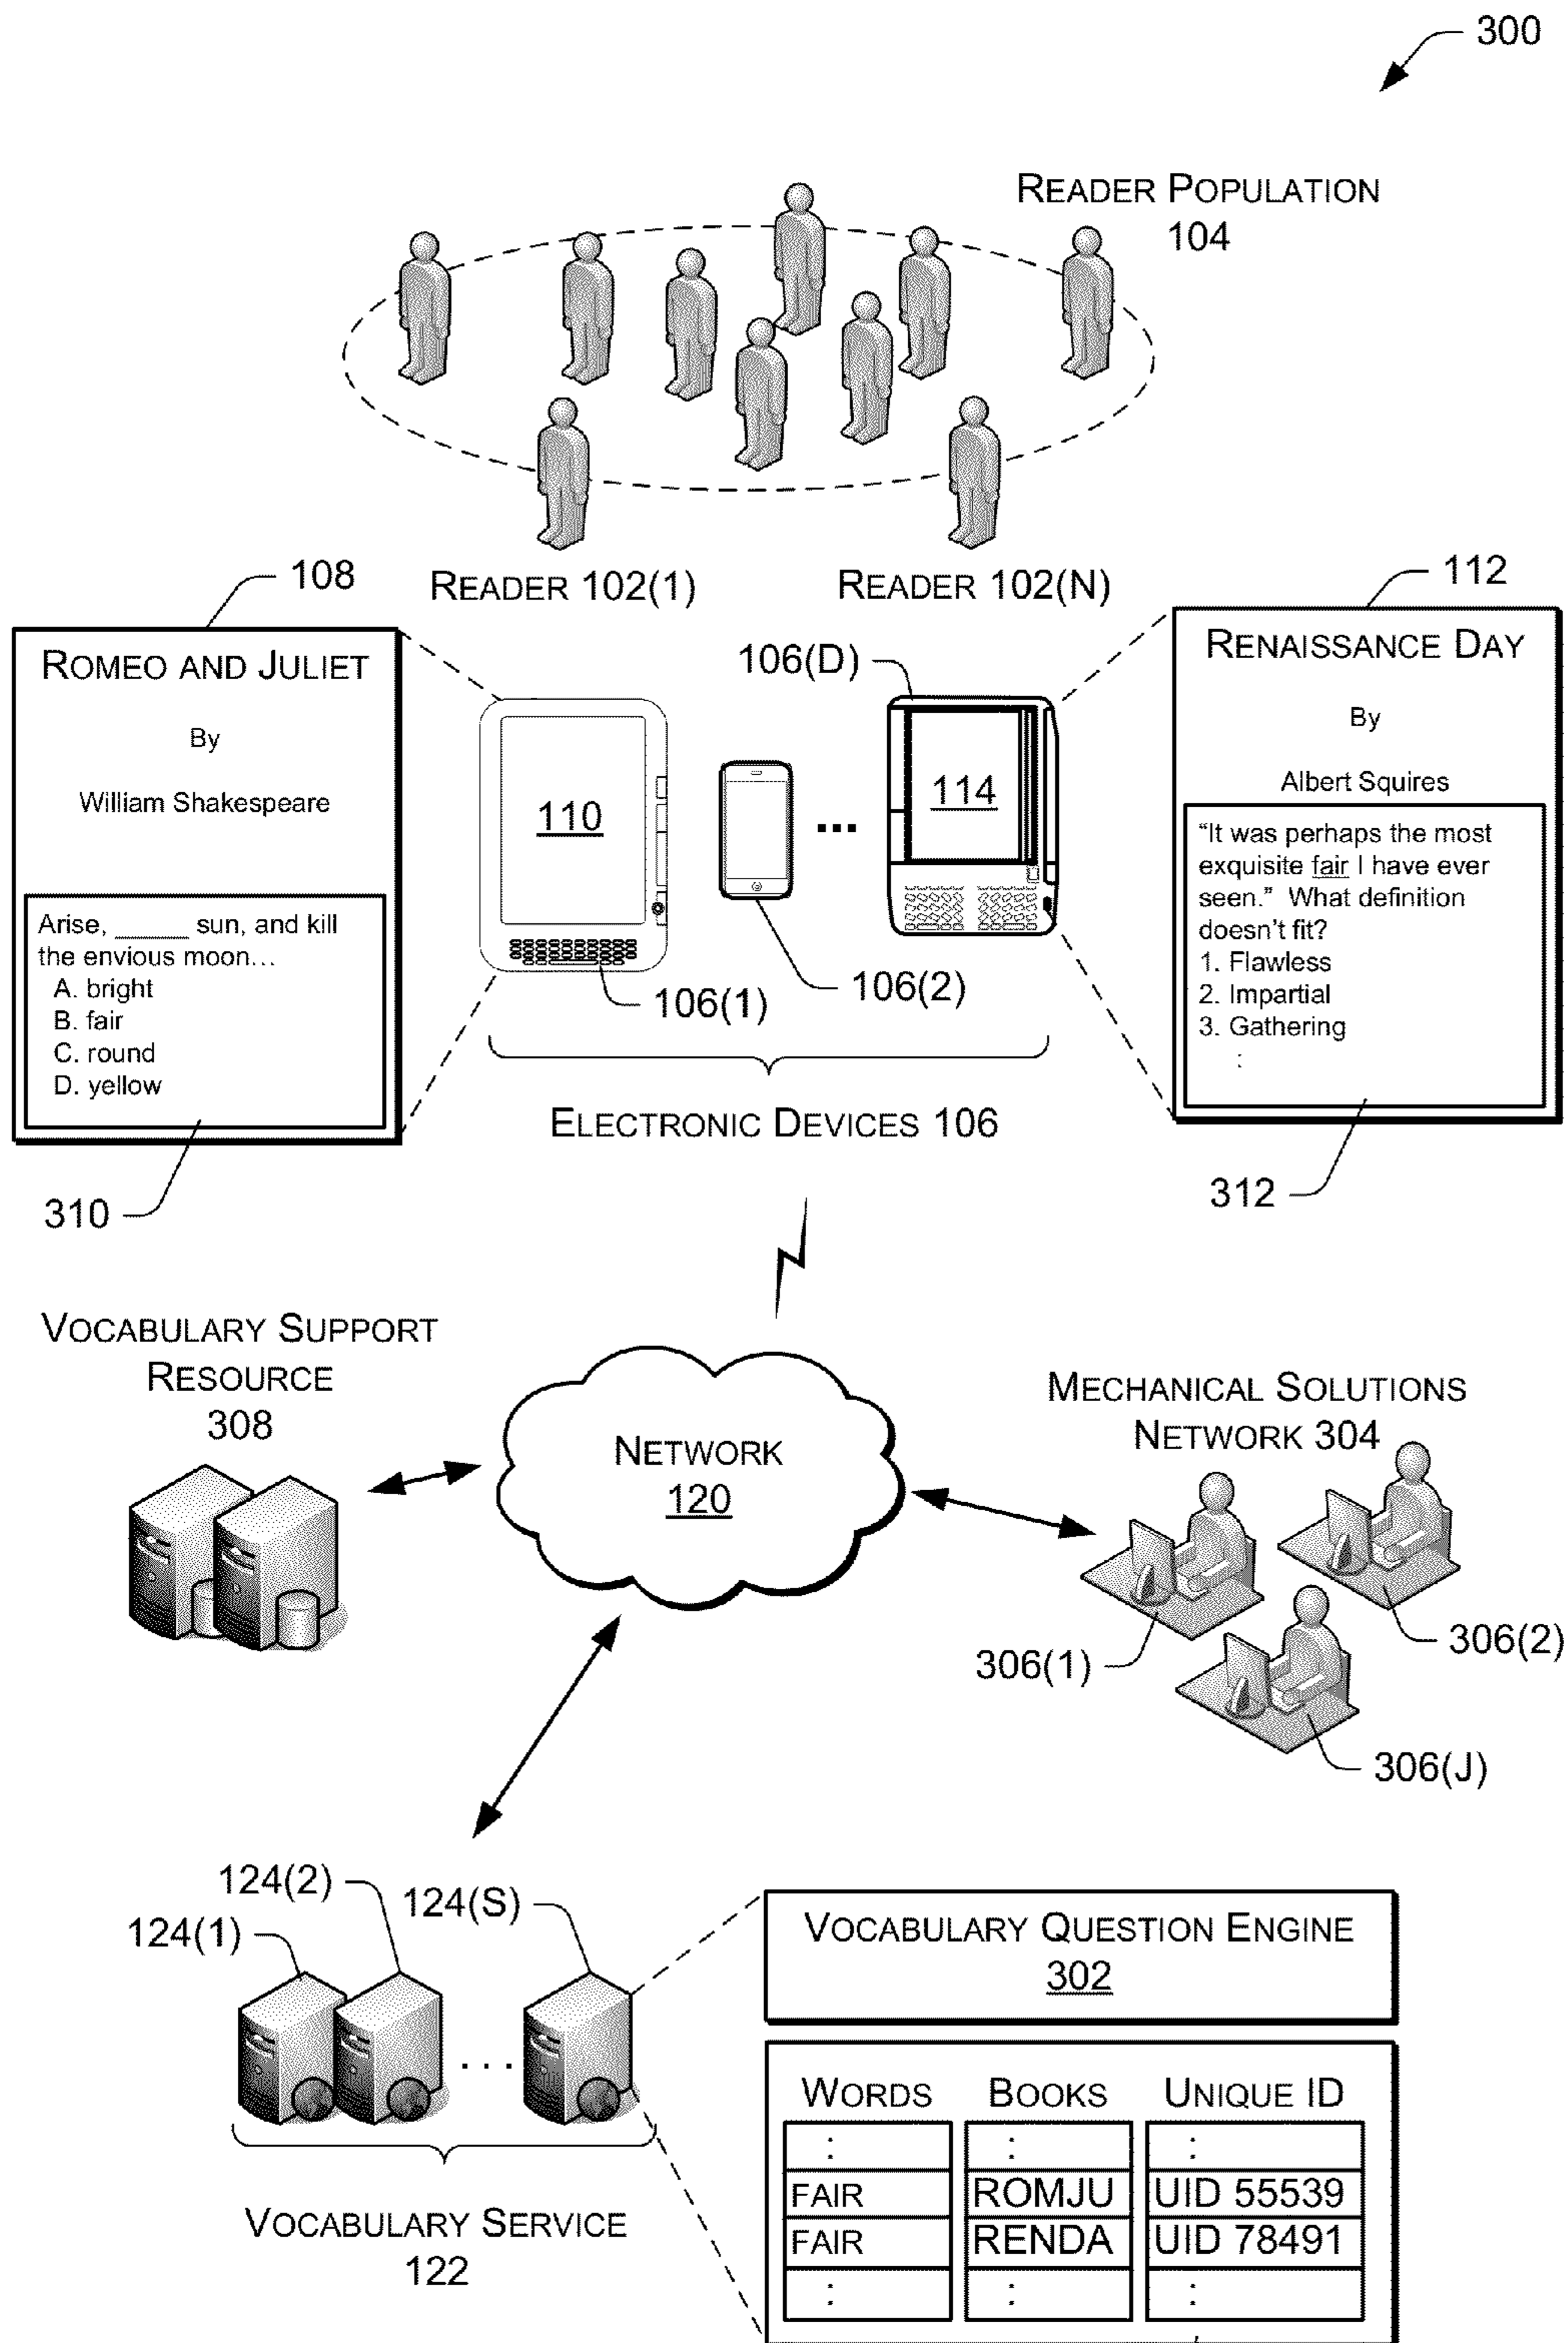 300
READER POPULATION
104
READER 102(1)
READER 102(N)
108
ROMEO AND JULIET
By
William Shakespeare
Arise, ______ sun, and kill
the envious moon…
A. bright
B. fair
C. round
D. yellow
310
110
106(1)
106(2)
...
106(D)
114
ELECTRONIC DEVICES 106
112
RENAISSANCE DAY
By
Albert Squires
“It was perhaps the most
exquisite fair I have ever
seen.” What definition
doesn’t fit?
1. Flawless
2. Impartial
3. Gathering
:
312
VOCABULARY SUPPORT
RESOURCE
308
NETWORK
120
MECHANICAL SOLUTIONS
NETWORK 304
306(1)
306(2)
306(J)
124(1)
124(2)
124(S)
. . .
VOCABULARY SERVICE
122
VOCABULARY QUESTION ENGINE
302
WORDS BOOKS UNIQUE ID
: : :
FAIR ROMJU UID 55539
FAIR RENDA UID 78491
: : :